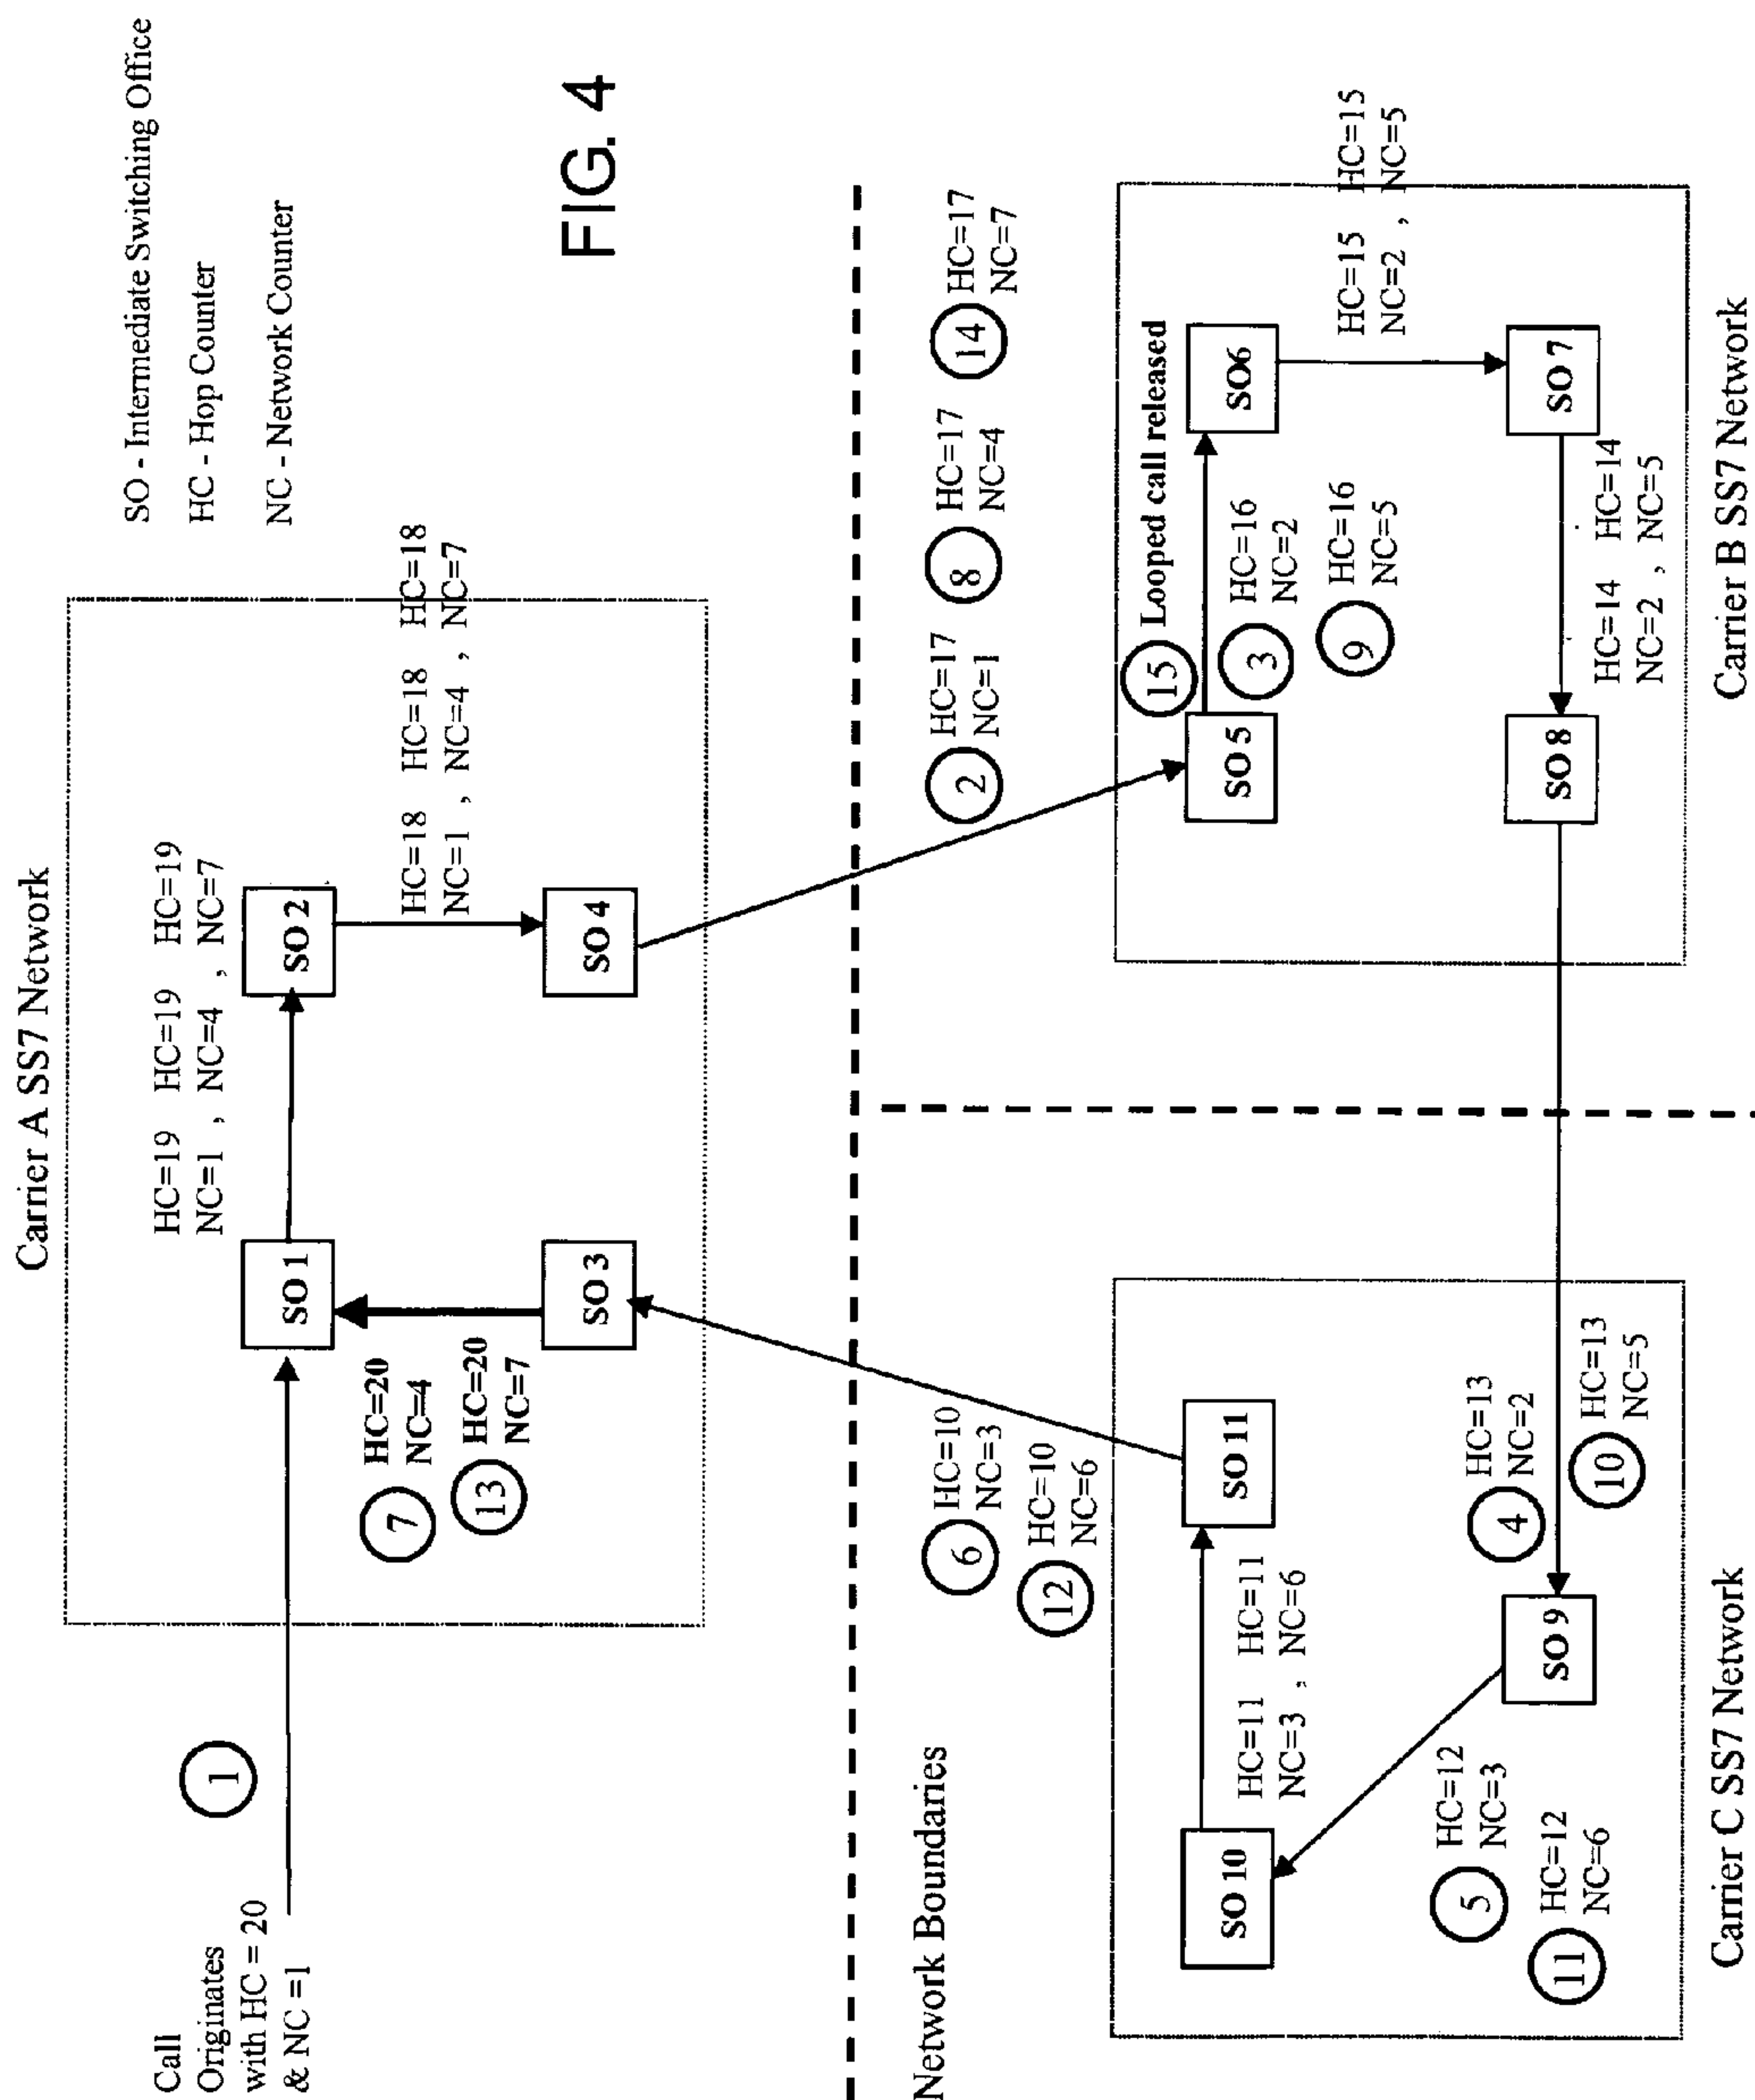 Carrier A SS7 Network
SO - Intermediate Switching Office
HC - Hop Counter
NC - Network Counter
FIG. 4
Call
Originates
with HC = 20
& NC =1
1
HC=19 HC=19 HC=19
NC=1 , NC=4 , NC=7
SO 1
SO 2
HC=18 HC=18 HC=18
NC=1 , NC=4 , NC=7
7
HC=20
NC=4
13
HC=20
NC=7
SO 3
SO 4
Network Boundaries
6
HC=10
NC=3
12
HC=10
NC=6
2
HC=17
NC=1
8
HC=17
NC=4
14
HC=17
NC=7
SO 10
SO 11
HC=11 HC=11
NC=3 , NC=6
5
HC=12
NC=3
11
HC=12
NC=6
SO 9
4
HC=13
NC=2
10
HC=13
NC=5
Carrier C SS7 Network
15
Looped call released
SO 5
SO6
3
HC=16
NC=2
9
HC=16
NC=5
HC=15 HC=15
NC=2 , NC=5
SO 8
SO 7
HC=14 HC=14
NC=2 , NC=5
Carrier B SS7 Network